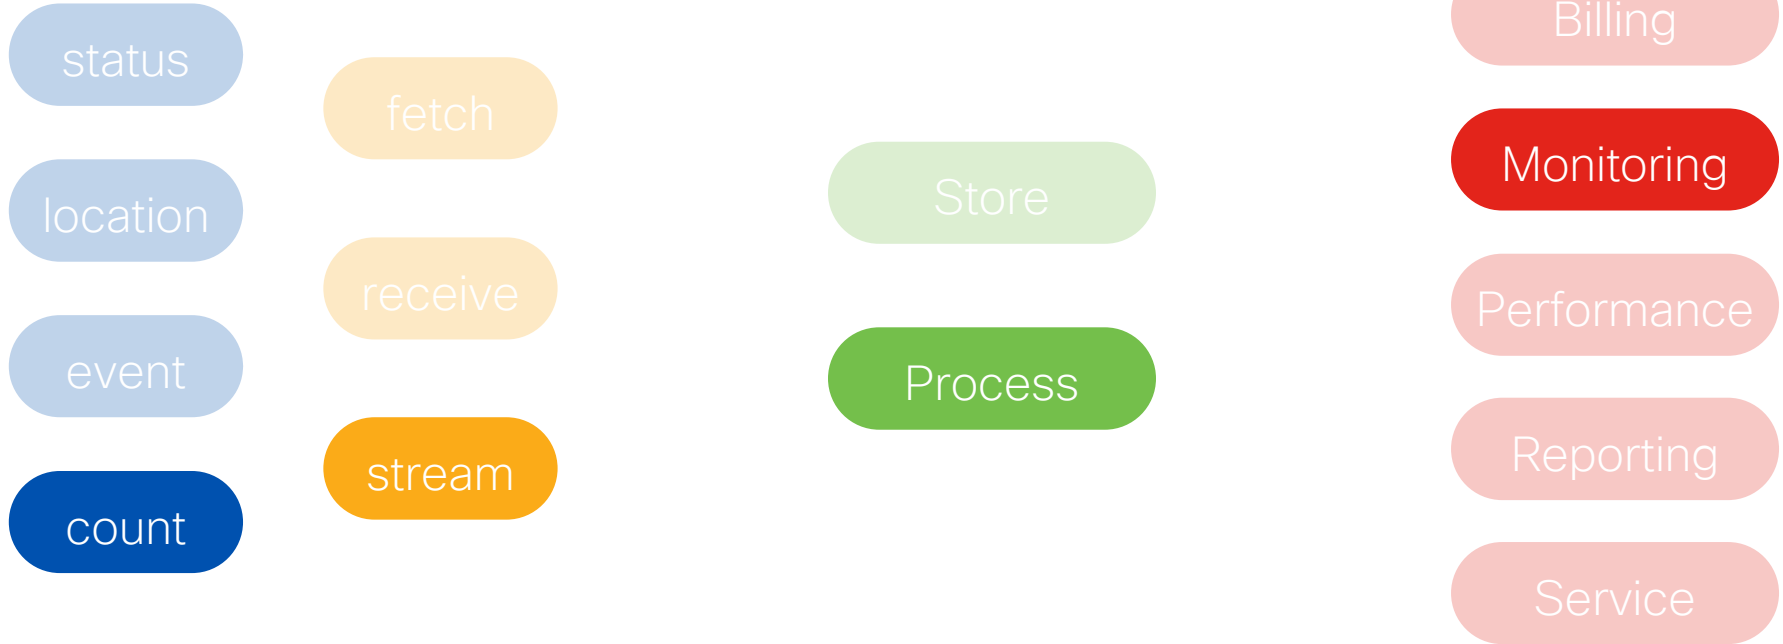 status
location
event
count
fetch
receive
stream
Store
Process
Billing
Monitoring
Performance
Reporting
Service